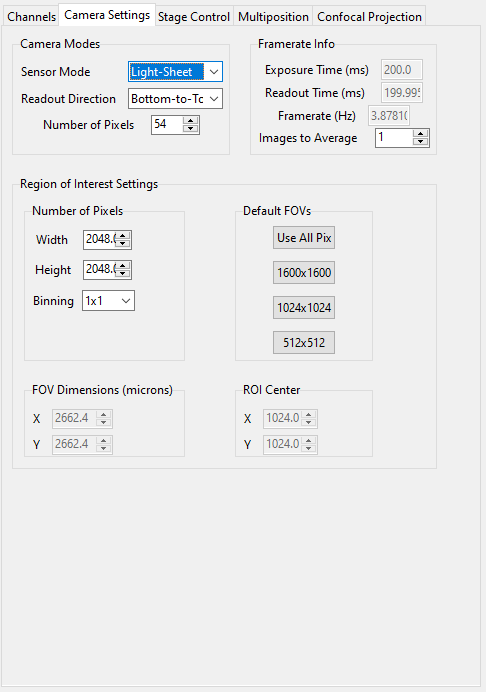 Channels Camera Settings Stage Control Multiposition Confocal Projection
Camera Modes
Sensor Mode Light-Sheet
Readout Direction Bottom-to-Tc
Number of Pixels 54
Framerate Info
Exposure Time (ms) 200.0
Readout Time (ms) 199.995
Framerate (Hz) 3.87810
Images to Average 1
Region of Interest Settings
Number of Pixels
Width 2048.0
Height 2048.0
Binning 1x1
Default FOVs
Use All Pix
1600x1600
1024x1024
512x512
FOV Dimensions (microns)
X 2662.4
Y 2662.4
ROI Center
X 1024.0
Y 1024.0